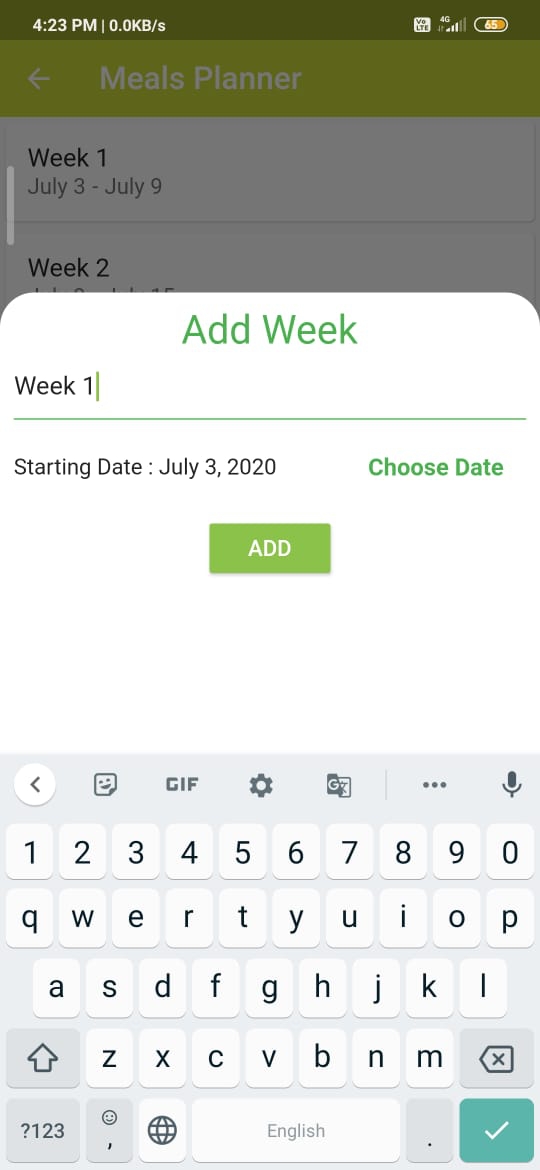 4:23 PM | 0.0KB/s Vo LTE 4G 65
Meals Planner
Week 1
July 3 - July 9
Week 2
Add Week
Week 1
Starting Date : July 3, 2020 Choose Date
ADD
GIF G
1 2 3 4 5 6 7 8 9 0
q w e r t y u i o p
a s d f g h j k l
z x c v b n m
?123 , English .